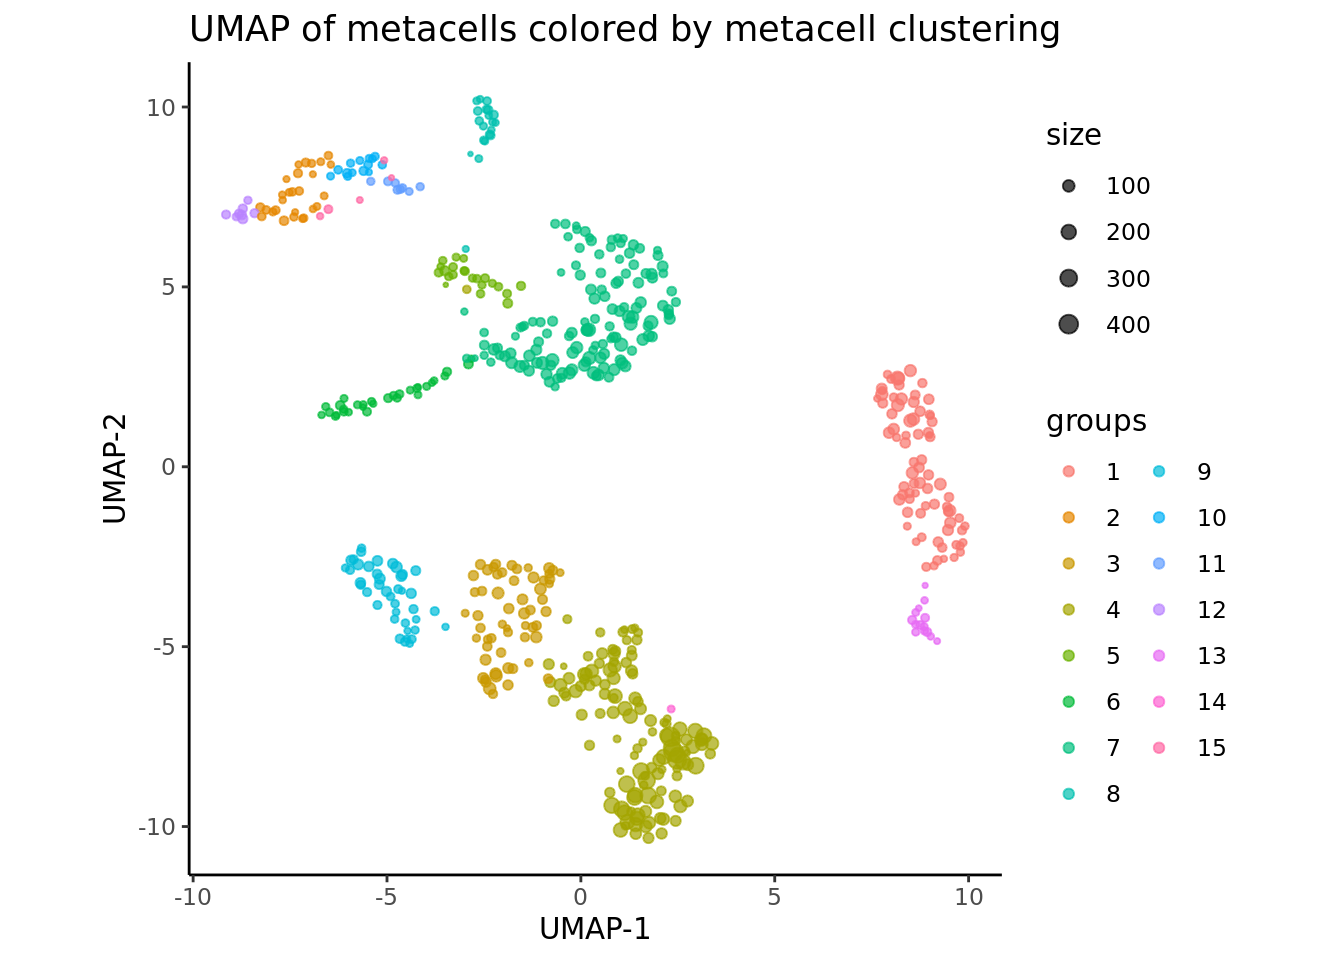 UMAP of metacells colored by metacell clustering
10
5
0
-5
-10
UMAP-2
-10 -5 0 5 10
UMAP-1
size
100
200
300
400
groups
1 9
2 10
3 11
4 12
5 13
6 14
7 15
8